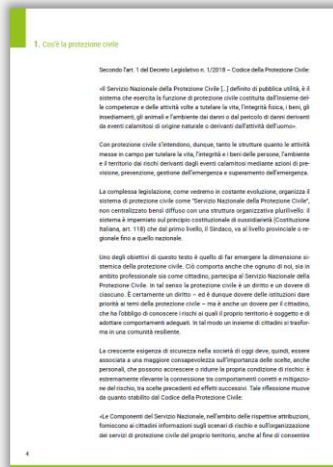 1. Cos'è la protezione civile
Secondo l'art. 1 del Decreto Legislativo n. 1/2018 – Codice della Protezione Civile:
«Il Servizio Nazionale della Protezione Civile [...] definito di pubblica utilità, è il
sistema che esercita la funzione di protezione civile costituita dall'insieme del-
le competenze e delle attività volte a tutelare la vita, l'integrità fisica, i beni, gli
insediamenti, gli animali e l'ambiente dai danni o dal pericolo di danni derivanti
da eventi calamitosi di origine naturale o derivanti dall'attività dell'uomo».
Con protezione civile s'intendono, dunque, tanto le strutture quanto le attività
messe in campo per tutelare la vita, l'integrità e i beni delle persone, l'ambiente
e il territorio dai rischi derivanti dagli eventi calamitosi mediante azioni di pre-
visione, prevenzione, gestione dell'emergenza e superamento dell'emergenza.
La complessa legislazione, come vedremo in costante evoluzione, organizza il
sistema di protezione civile come "Servizio Nazionale della Protezione Civile",
non centralizzato bensì diffuso con una struttura organizzativa plurilivello: il
sistema è imperniato sul principio costituzionale di sussidiarietà (Costituzione
Italiana, art. 118) che dal primo livello, il Sindaco, va al livello provinciale o re-
gionale fino a quello nazionale.
Uno degli obiettivi di questo testo è quello di far emergere la dimensione si-
stemica della protezione civile. Ciò comporta anche che ognuno di noi, sia in
ambito professionale sia come cittadino, partecipa al Servizio Nazionale della
Protezione Civile. In tal senso la protezione civile è un diritto e un dovere di
ciascuno. È certamente un diritto – ed è dunque dovere delle istituzioni dare
priorità ai temi della protezione civile – ma è anche un dovere per il cittadino,
che ha l'obbligo di conoscere i rischi ai quali il proprio territorio è soggetto e di
adottare comportamenti adeguati. In tal modo un insieme di cittadini si trasfor-
ma in una comunità resiliente.
La crescente esigenza di sicurezza nella società di oggi deve, quindi, essere
associata a una maggiore consapevolezza sull'importanza delle scelte, anche
personali, che possono accrescere o ridurre la propria condizione di rischio: è
estremamente rilevante la connessione tra comportamenti corretti e mitigazio-
ne del rischio, tra scelte precedenti ed effetti successivi. Tale riflessione muove
da quanto stabilito dal Codice della Protezione Civile:
«Le Componenti del Servizio Nazionale, nell'ambito delle rispettive attribuzioni,
forniscono ai cittadini informazioni sugli scenari di rischio e sull'organizzazione
dei servizi di protezione civile del proprio territorio, anche al fine di consentire
4